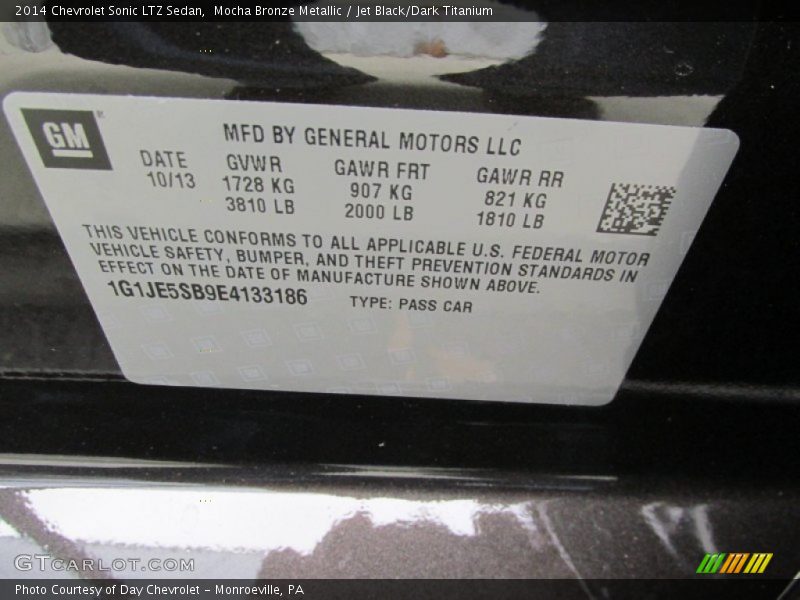 2014 Chevrolet Sonic LTZ Sedan,  Mocha Bronze Metallic / Jet Black/Dark Titanium
GM
MFD BY GENERAL MOTORS LLC
DATE GVWR GAWR FRT GAWR RR
10/13 1728 KG 907 KG 821 KG
3810 LB 2000 LB 1810 LB
THIS VEHICLE CONFORMS TO ALL APPLICABLE U.S. FEDERAL MOTOR
VEHICLE SAFETY, BUMPER, AND THEFT PREVENTION STANDARDS IN
EFFECT ON THE DATE OF MANUFACTURE SHOWN ABOVE.
1G1JE5SB9E4133186 TYPE: PASS CAR
GTCARLOT.COM
Photo Courtesy of Day Chevrolet - Monroeville, PA